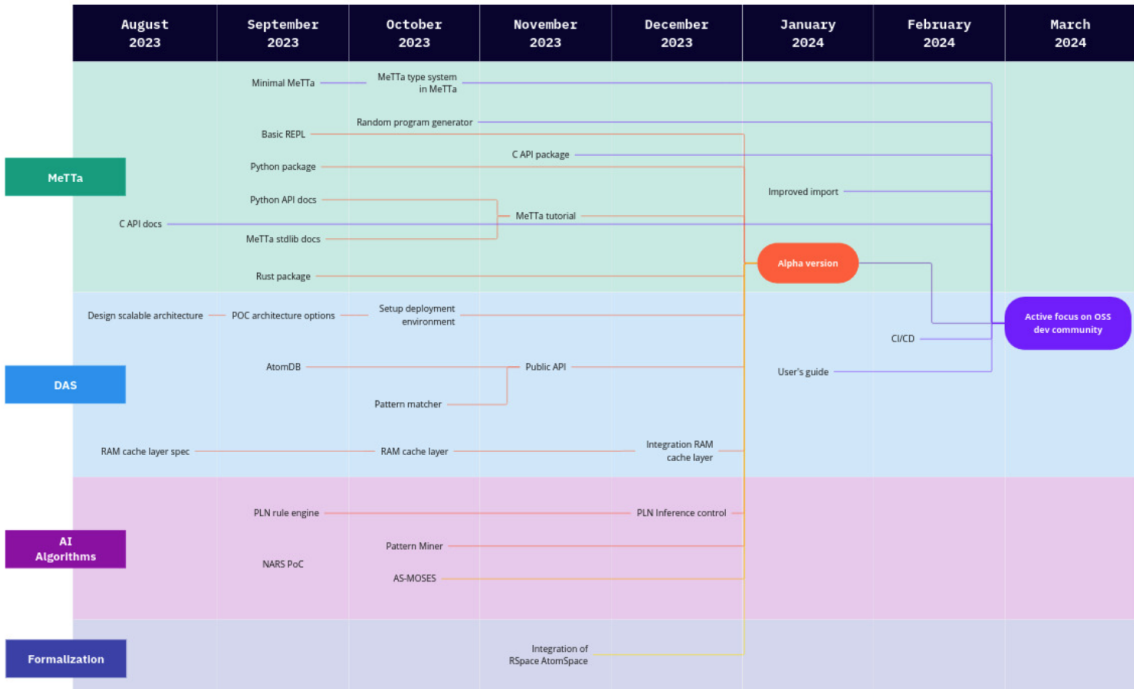 August
2023
September
2023
October
2023
November
2023
December
2023
January
2024
February
2024
March
2024
MeTTa
Minimal MeTTa
MeTTa type system
in MeTTa
Random program generator
Basic REPL
C API package
Python package
Improved import
Python API docs
MeTTa tutorial
C API docs
MeTTa stdlib docs
Alpha version
Rust package
DAS
Design scalable architecture
POC architecture options
Setup deployment
environment
Active focus on OSS
dev community
CI/CD
AtomDB
Public API
User's guide
Pattern matcher
RAM cache layer spec
RAM cache layer
Integration RAM
cache layer
AI
Algorithms
PLN rule engine
PLN Inference control
Pattern Miner
NARS PoC
AS-MOSES
Formalization
Integration of
RSpace AtomSpace